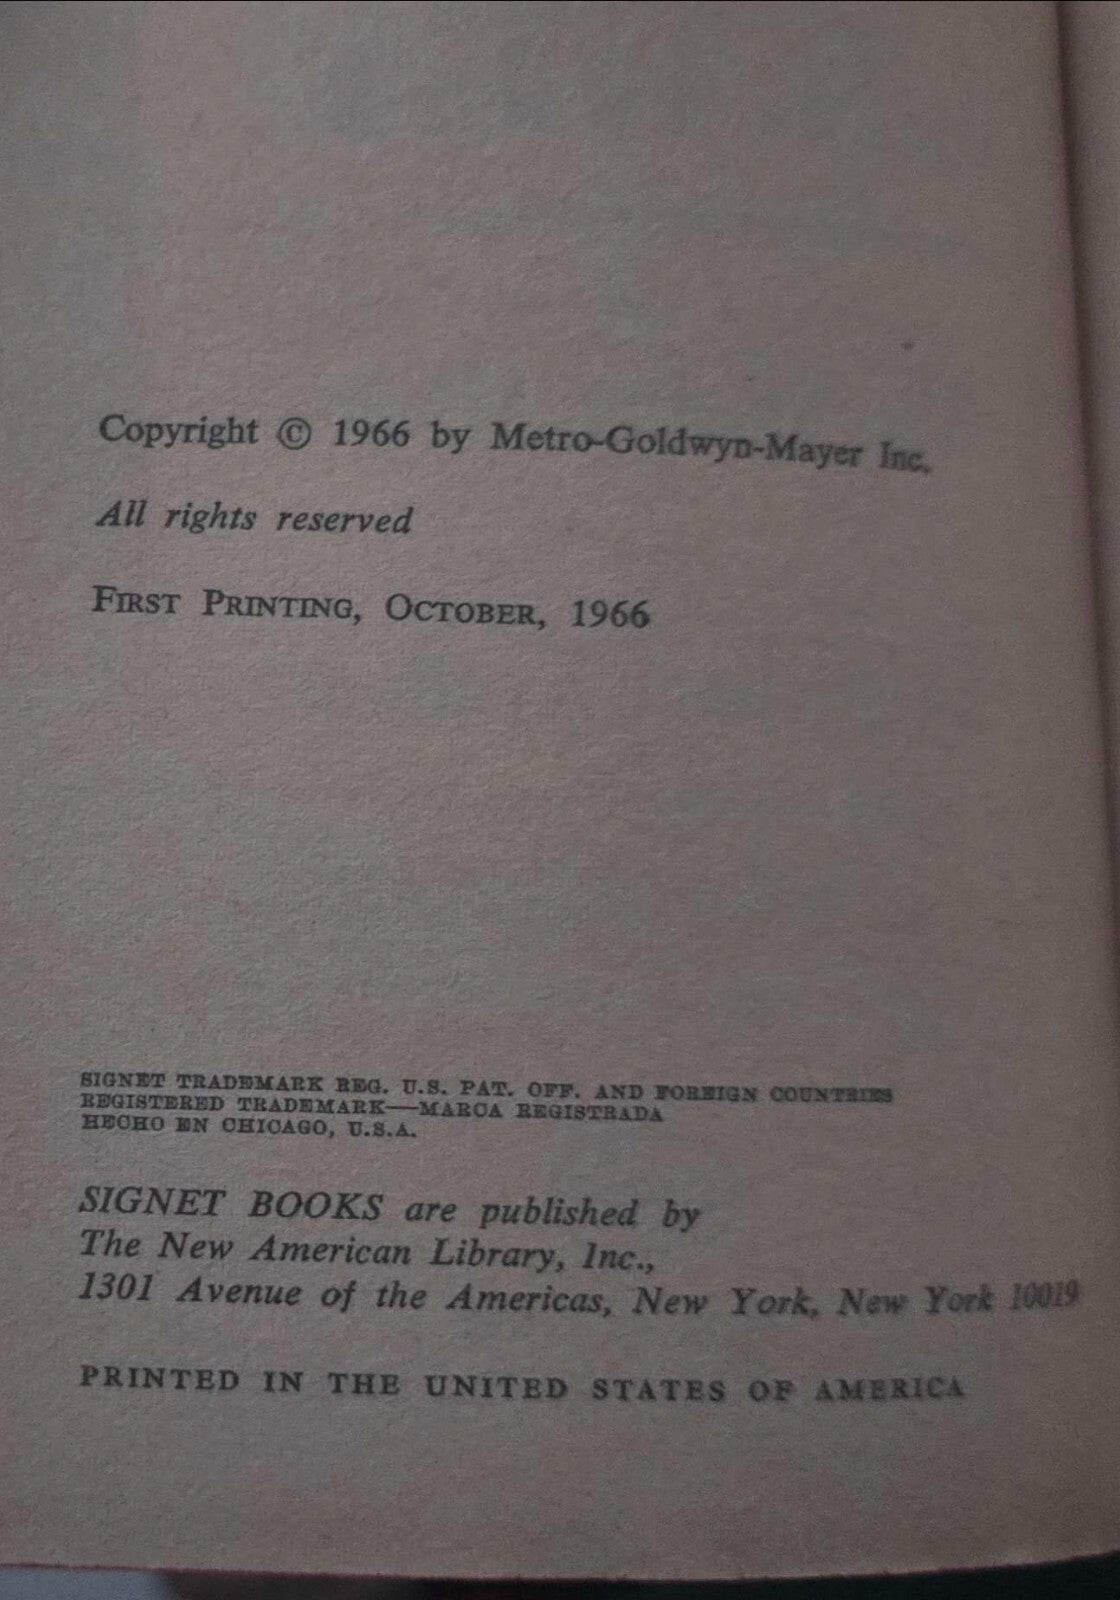 Copyright © 1966 by Metro-Goldwyn-Mayer Inc.
All rights reserved
FIRST PRINTING, OCTOBER, 1966
SIGNET TRADEMARK REG. U.S. PAT. OFF. AND FOREIGN COUNTRIES
REGISTERED TRADEMARK—MARCA REGISTRADA
HECHO EN CHICAGO, U.S.A.
SIGNET BOOKS are published by
The New American Library, Inc.,
1301 Avenue of the Americas, New York, New York 10019
PRINTED IN THE UNITED STATES OF AMERICA